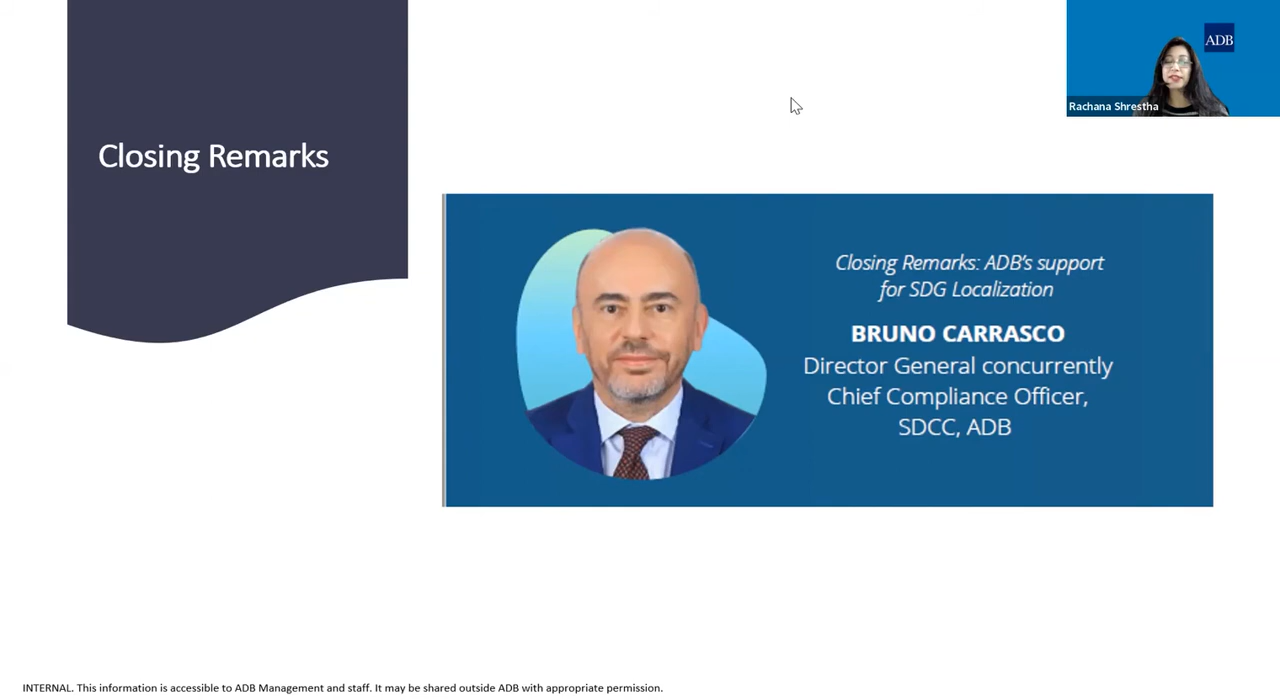 ADB
Rachana Shrestha
Closing Remarks
Closing Remarks: ADB's support
for SDG Localization
BRUNO CARRASCO
Director General concurrently
Chief Compliance Officer,
SDCC, ADB
INTERNAL. This information is accessible to ADB Management and staff. It may be shared outside ADB with appropriate permission.